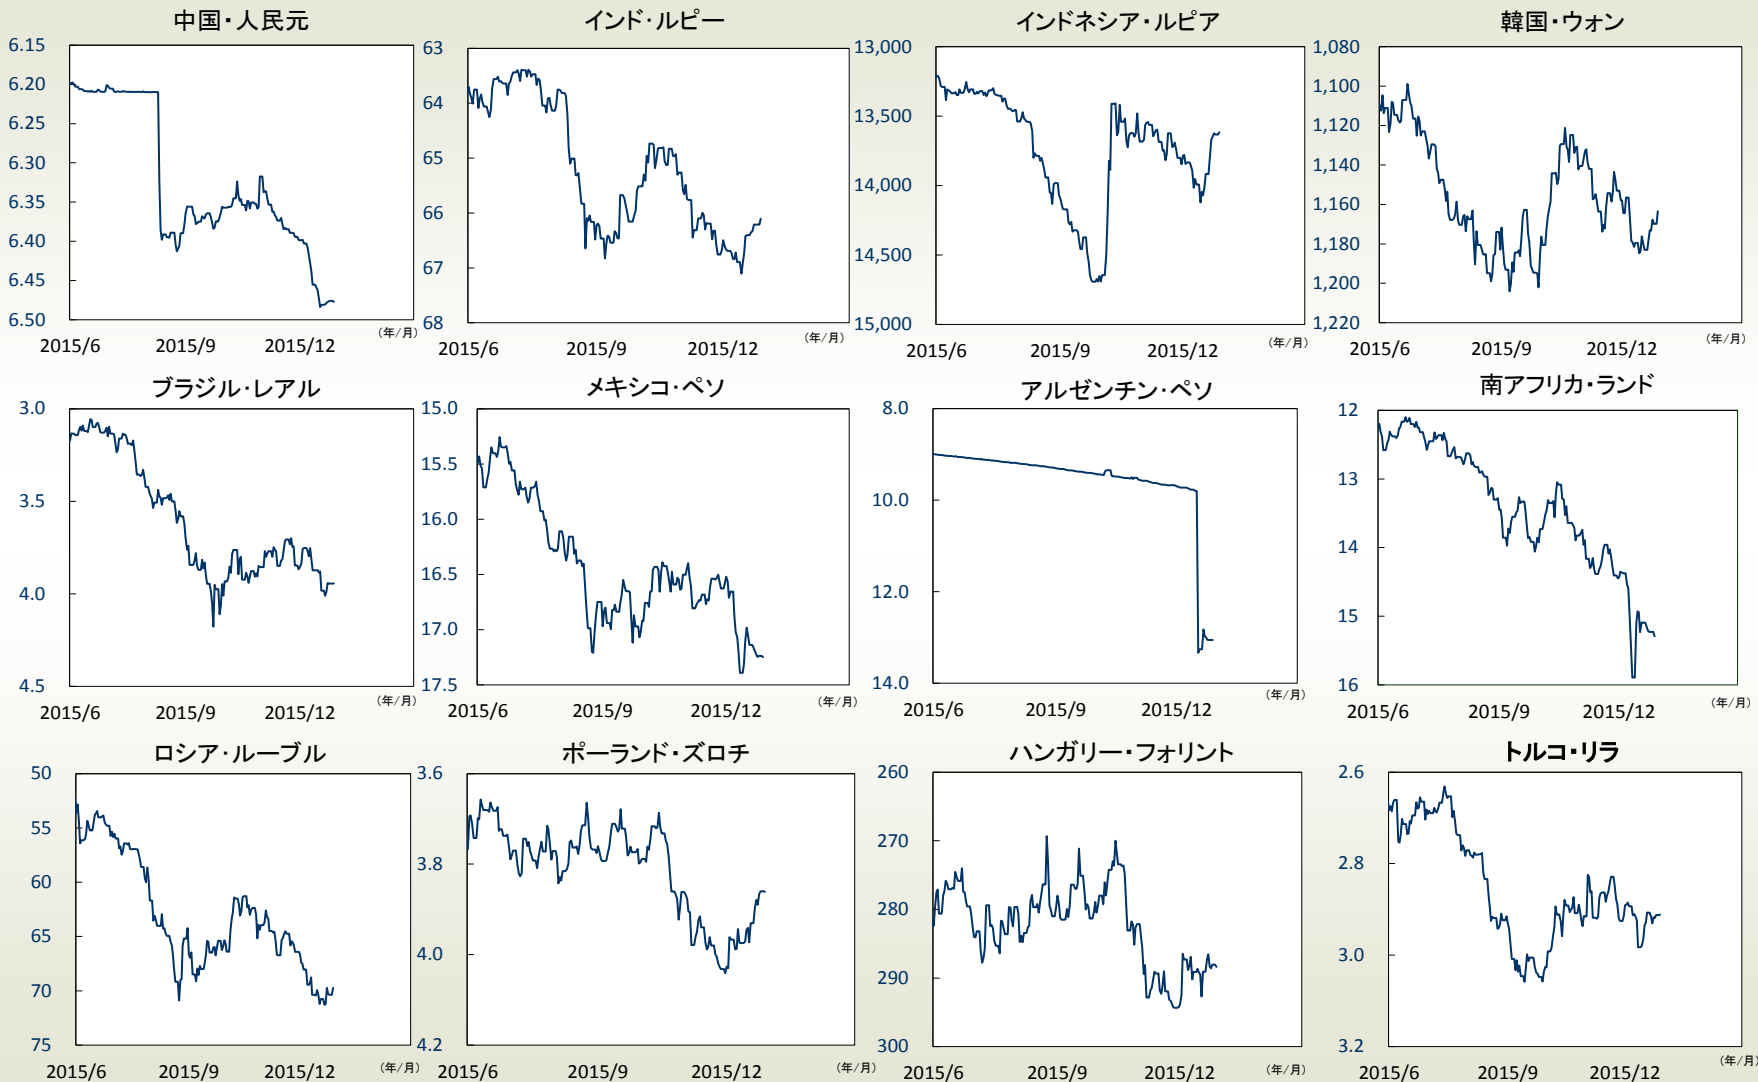 中国・人民元
6.15
6.20
6.25
6.30
6.35
6.40
6.45
6.50
2015/6 2015/9 2015/12
(年/月)
インド・ルピー
63
64
65
66
67
68
2015/6 2015/9 2015/12
(年/月)
インドネシア・ルピア
13,000
13,500
14,000
14,500
15,000
2015/6 2015/9 2015/12
(年/月)
韓国・ウォン
1,080
1,100
1,120
1,140
1,160
1,180
1,200
1,220
2015/6 2015/9 2015/12
(年/月)
ブラジル・レアル
3.0
3.5
4.0
4.5
2015/6 2015/9 2015/12
(年/月)
メキシコ・ペソ
15.0
15.5
16.0
16.5
17.0
17.5
2015/6 2015/9 2015/12
(年/月)
アルゼンチン・ペソ
8.0
10.0
12.0
14.0
2015/6 2015/9 2015/12
(年/月)
南アフリカ・ランド
12
13
14
15
16
2015/6 2015/9 2015/12
(年/月)
ロシア・ルーブル
50
55
60
65
70
75
2015/6 2015/9 2015/12
(年/月)
ポーランド・ズロチ
3.6
3.8
4.0
4.2
2015/6 2015/9 2015/12
(年/月)
ハンガリー・フォリント
260
270
280
290
300
2015/6 2015/9 2015/12
(年/月)
トルコ・リラ
2.6
2.8
3.0
3.2
2015/6 2015/9 2015/12
(年/月)